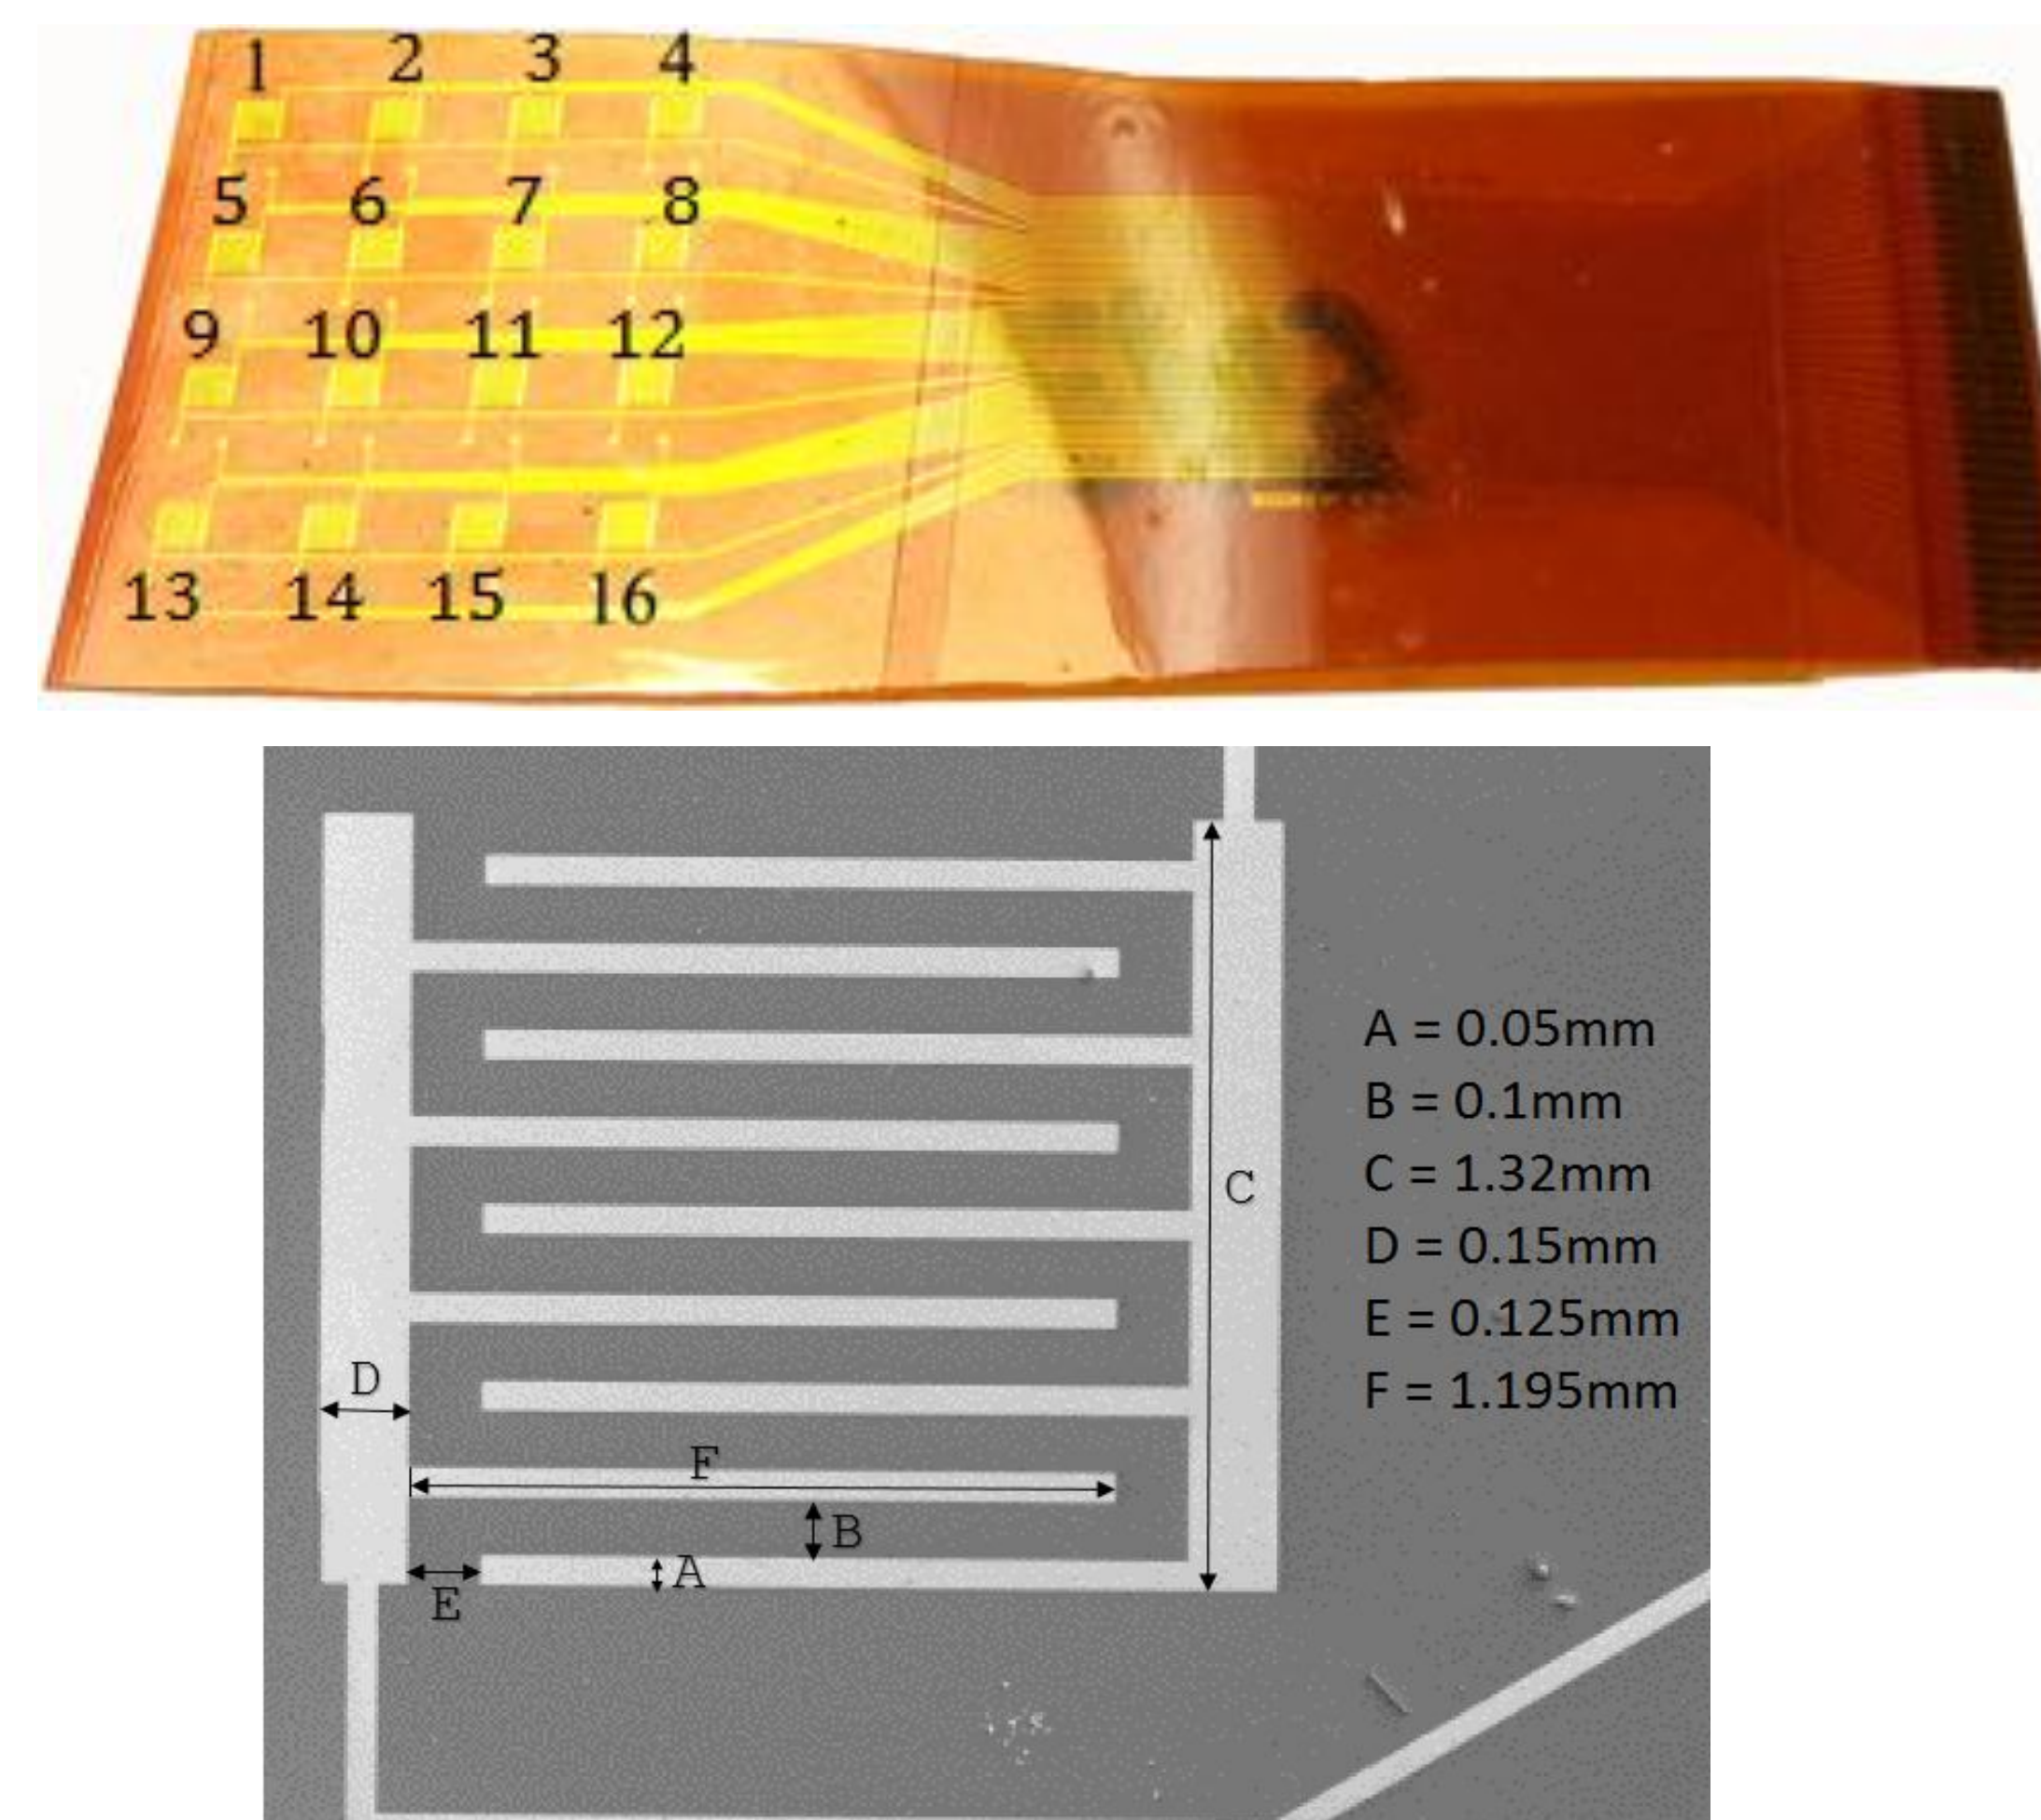 1 2 3 4
5 6 7 8
9 10 11 12
13 14 15 16
C
A = 0.05mm
B = 0.1mm
C = 1.32mm
D = 0.15mm
E = 0.125mm
F = 1.195mm
D
F
B
A
E